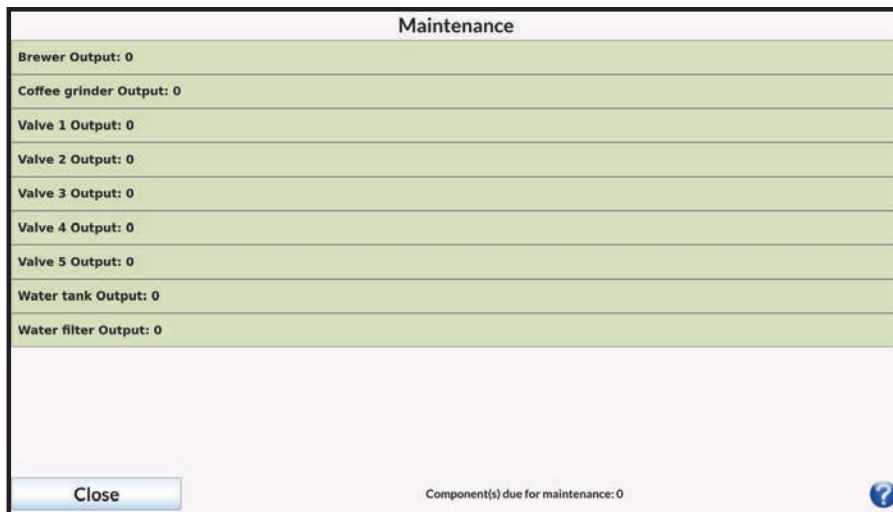 Maintenance
Brewer Output: 0
Coffee grinder Output: 0
Valve 1 Output: 0
Valve 2 Output: 0
Valve 3 Output: 0
Valve 4 Output: 0
Valve 5 Output: 0
Water tank Output: 0
Water filter Output: 0
Close
Component(s) due for maintenance: 0
?